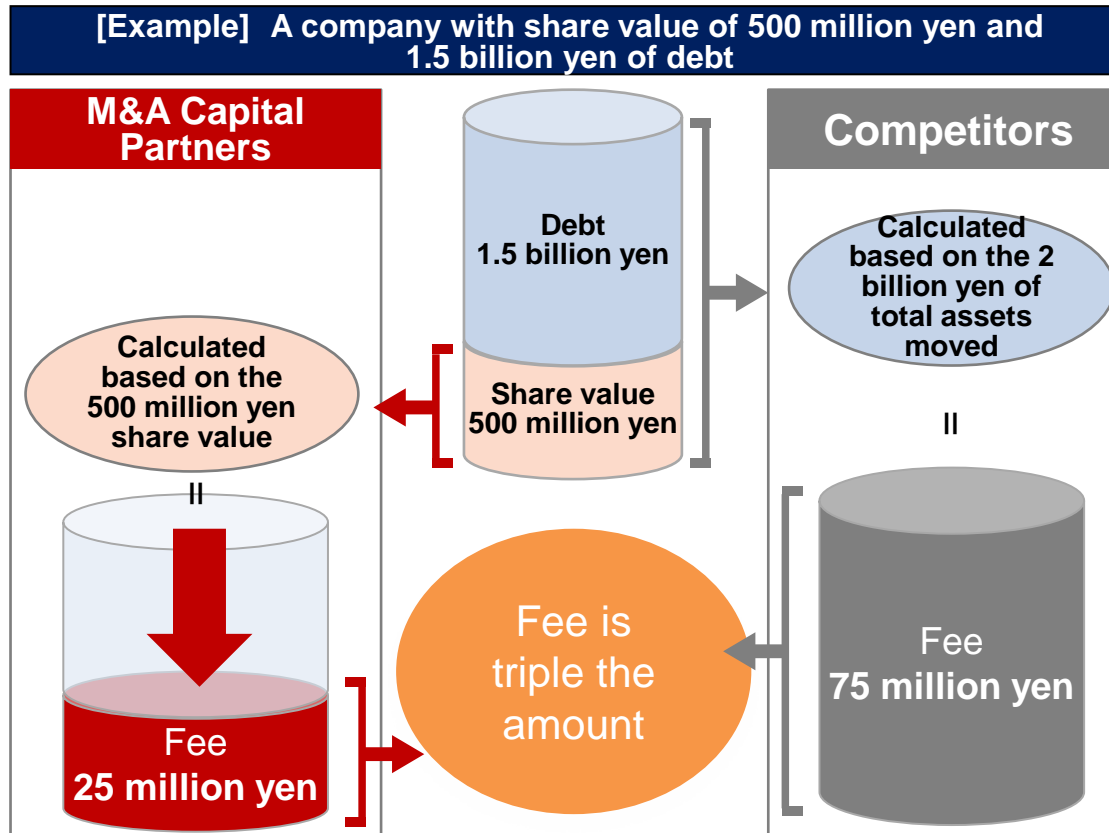 [Example] A company with share value of 500 million yen and
1.5 billion yen of debt
M&A Capital
Partners
Calculated
based on the
500 million yen
share value
=
Fee
25 million yen
Debt
1.5 billion yen
Share value
500 million yen
Fee is
triple the
amount
Competitors
Calculated
based on the 2
billion yen of
total assets
moved
=
Fee
75 million yen